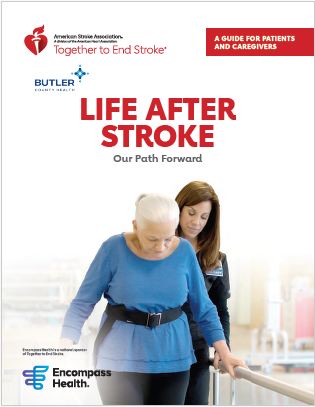 American Stroke Association.
A division of the American Heart Association.
Together to End Stroke®
A GUIDE FOR PATIENTS
AND CAREGIVERS
BUTLER
COUNTY HEALTH
LIFE AFTER
STROKE
Our Path Forward
Encompass Health is a national sponsor
of Together to End Stroke.
Encompass
Health.